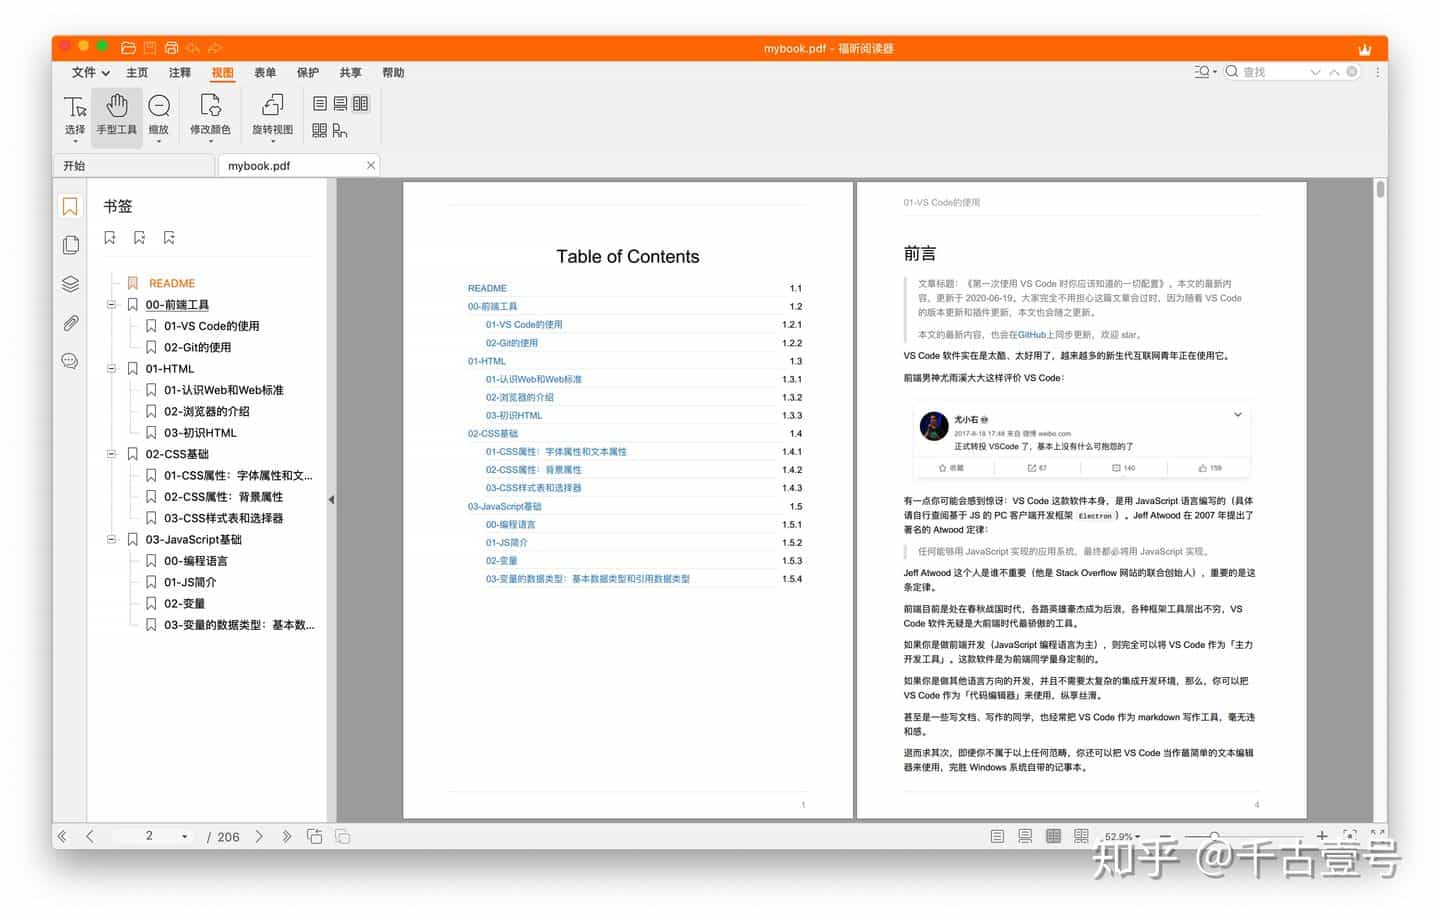 mybook.pdf - 福昕阅读器
文件 主页 注释 视图 表单 保护 共享 帮助
查找
选择 手型工具 缩放 修改颜色 旋转视图
开始
mybook.pdf
书签
README
00-前端工具
01-VS Code的使用
02-Git的使用
01-HTML
01-认识Web和Web标准
02-浏览器的介绍
03-初识HTML
02-CSS基础
01-CSS属性：字体属性和文...
02-CSS属性：背景属性
03-CSS样式表和选择器
03-JavaScript基础
00-编程语言
01-JS简介
02-变量
03-变量的数据类型：基本数...
Table of Contents
README 1.1
00-前端工具 1.2
01-VS Code的使用 1.2.1
02-Git的使用 1.2.2
01-HTML 1.3
01-认识Web和Web标准 1.3.1
02-浏览器的介绍 1.3.2
03-初识HTML 1.3.3
02-CSS基础 1.4
01-CSS属性：字体属性和文本属性 1.4.1
02-CSS属性：背景属性 1.4.2
03-CSS样式表和选择器 1.4.3
03-JavaScript基础 1.5
00-编程语言 1.5.1
01-JS简介 1.5.2
02-变量 1.5.3
03-变量的数据类型：基本数据类型和引用数据类型 1.5.4
1
01-VS Code的使用
前言
文章标题：《第一次使用 VS Code 时你应该知道的一切配置》。本文的最新内
容，更新于 2020-06-19。大家完全不用担心这篇文章会过时，因为随着 VS Code
的版本更新和插件更新，本文也会随之更新。
本文的最新内容，也会在GitHub上同步更新，欢迎 star。
VS Code 软件实在是太酷、太好用了，越来越多的新生代互联网青年正在使用它。
前端男神尤雨溪大大这样评价 VS Code：
尤小右
2017-6-18 17:48 来自 微博 weibo.com
正式转投 VSCode 了，基本上没有什么可抱怨的了
收藏 67 140 159
有一点你可能会感到惊讶：VS Code 这款软件本身，是用 JavaScript 语言编写的（具体
请自行查阅基于 JS 的 PC 客户端开发框架 Electron ）。Jeff Atwood 在 2007 年提出了
著名的 Atwood 定律：
任何能够用 JavaScript 实现的应用系统，最终都必将用 JavaScript 实现。
Jeff Atwood 这个人是谁不重要（他是 Stack Overflow 网站的联合创始人），重要的是这
条定律。
前端目前是处在春秋战国时代，各路英雄豪杰成为后浪，各种框架工具层出不穷，VS
Code 软件无疑是大前端时代最骄傲的工具。
如果你是做前端开发（JavaScript 编程语言为主），则完全可以将 VS Code 作为「主力
开发工具」。这款软件是为前端同学量身定制的。
如果你是做其他语言方向的开发，并且不需要太复杂的集成开发环境，那么，你可以把
VS Code 作为「代码编辑器」来使用，纵享丝滑。
甚至是一些写文档、写作的同学，也经常把 VS Code 作为 markdown 写作工具，毫无违
和感。
退而求其次，即便你不属于以上任何范畴，你还可以把 VS Code 当作最简单的文本编辑
器来使用，完胜 Windows 系统自带的记事本。
4
2 / 206
52.9%
知乎 @千古壹号